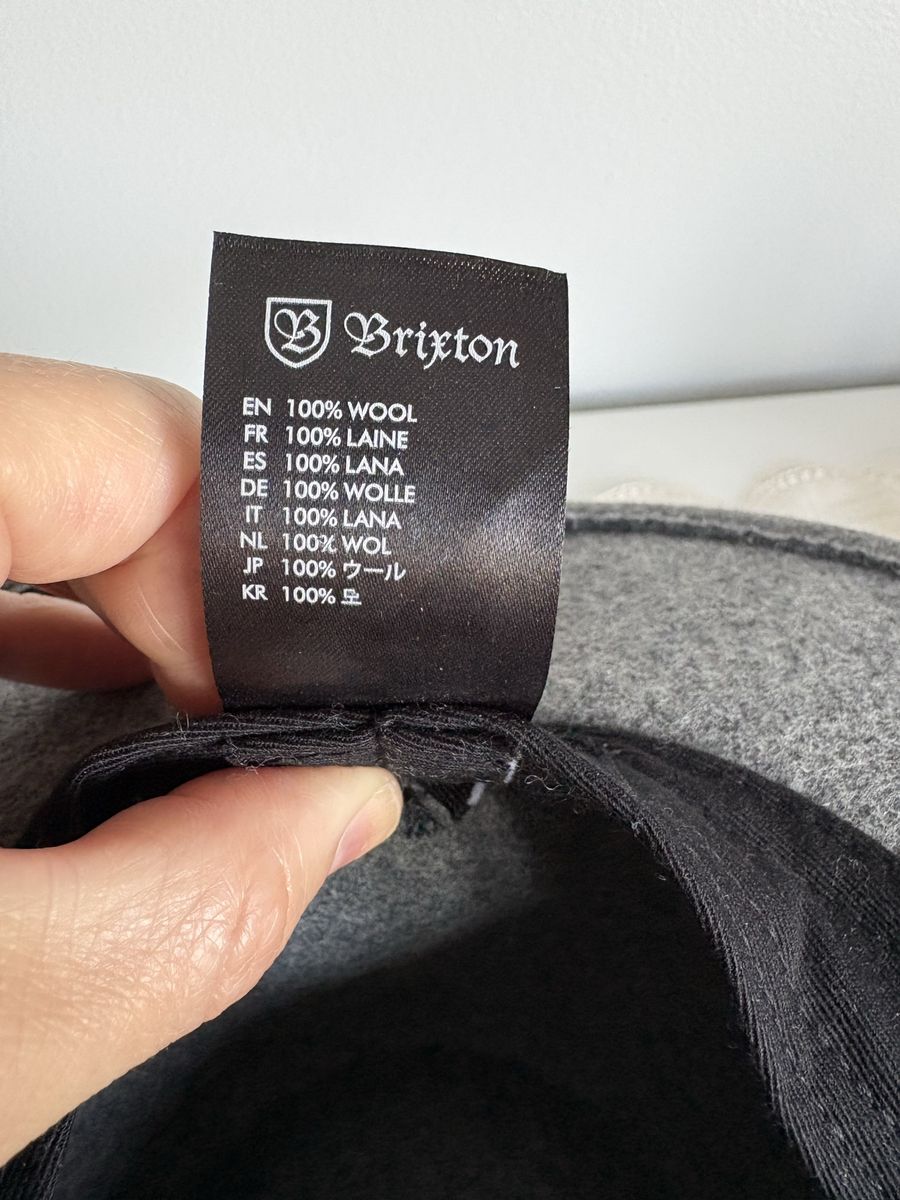 B Brixton
EN 100% WOOL
FR 100% LAINE
ES 100% LANA
DE 100% WOLLE
IT 100% LANA
NL 100% WOL
JP 100% ウール
KR 100% 모